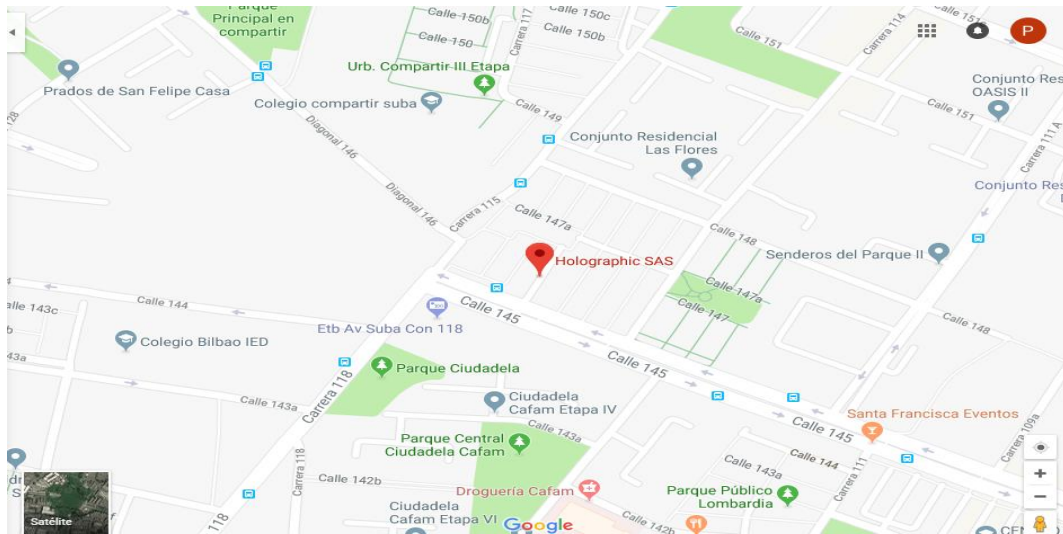 Parque
Principal en
compartir
Calle 150b
Calle 150c
Calle 150b
Calle 150
Carrera 117
Calle 151
Carrera 114
P
Urb. Compartir III Etapa
Prados de San Felipe Casa
Colegio compartir suba
Calle 149
Conjunto Res
OASIS II
Calle 151
Conjunto Residencial
Las Flores
Carrera 111 A
Diagonal 146
Diagonal 146
Carrera 115
Conjunto Res
Calle 147a
Calle 148
Holographic SAS
Senderos del Parque II
Calle 147a
Calle 147
Calle 144
Calle 145
Calle 148
Etb Av Suba Con 118
Colegio Bilbao IED
Calle 145
Parque Ciudadela
Carrera 118
Calle 143a
Ciudadela
Cafam Etapa IV
Santa Francisca Eventos
Calle 143a
Calle 145
Carrera 109a
Parque Central
Ciudadela Cafam
Calle 144
Calle 143a
Carrera 111
Carrera 118
Calle 142b
Droguería Cafam
Parque Público
Lombardia
Satélite
118
Ciudadela
Cafam Etapa VI
Google
Calle 142b